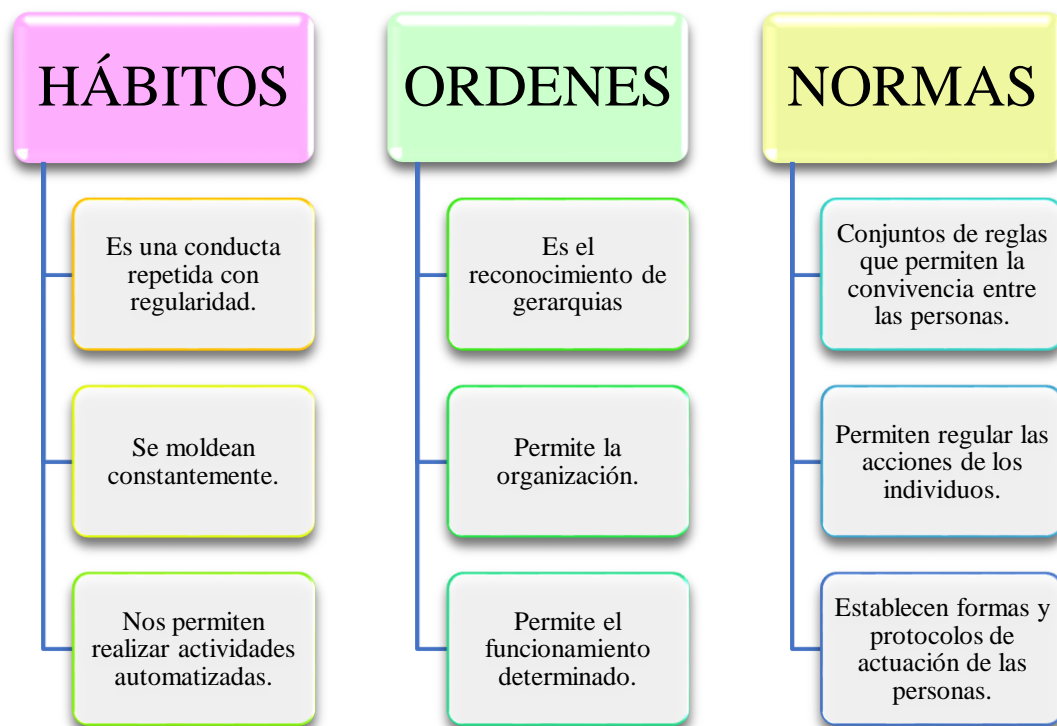 HÁBITOS
Es una conducta
repetida con
regularidad.
Se moldean
constantemente.
Nos permiten
realizar actividades
automatizadas.
ORDENES
Es el
reconocimiento de
gerarquias
Permite la
organización.
Permite el
funcionamiento
determinado.
NORMAS
Conjuntos de reglas
que permiten la
convivencia entre
las personas.
Permiten regular las
acciones de los
individuos.
Establecen formas y
protocolos de
actuación de las
personas.